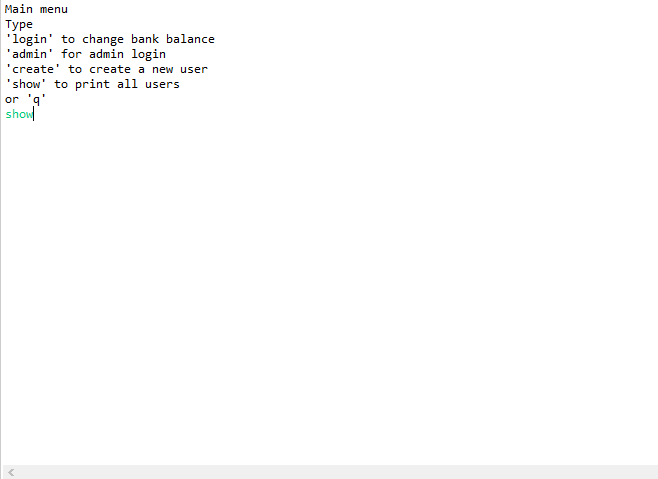 Main menu
Type
'login' to change bank balance
'admin' for admin login
'create' to create a new user
'show' to print all users
or 'q'
show